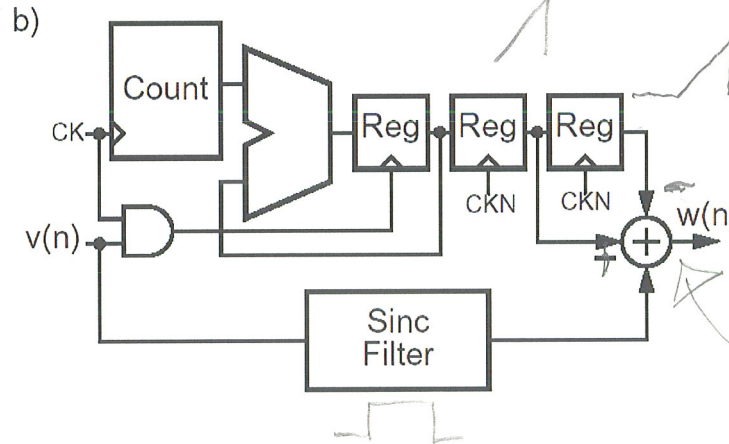 b)
Count
CK
Reg
Reg
Reg
CKN
CKN
v(n)
w(n
+
Sinc
Filter